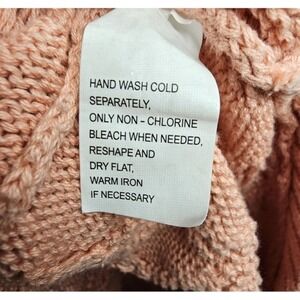 HAND WASH COLD
SEPARATELY,
ONLY NON - CHLORINE
BLEACH WHEN NEEDED,
RESHAPE AND
DRY FLAT,
WARM IRON
IF NECESSARY